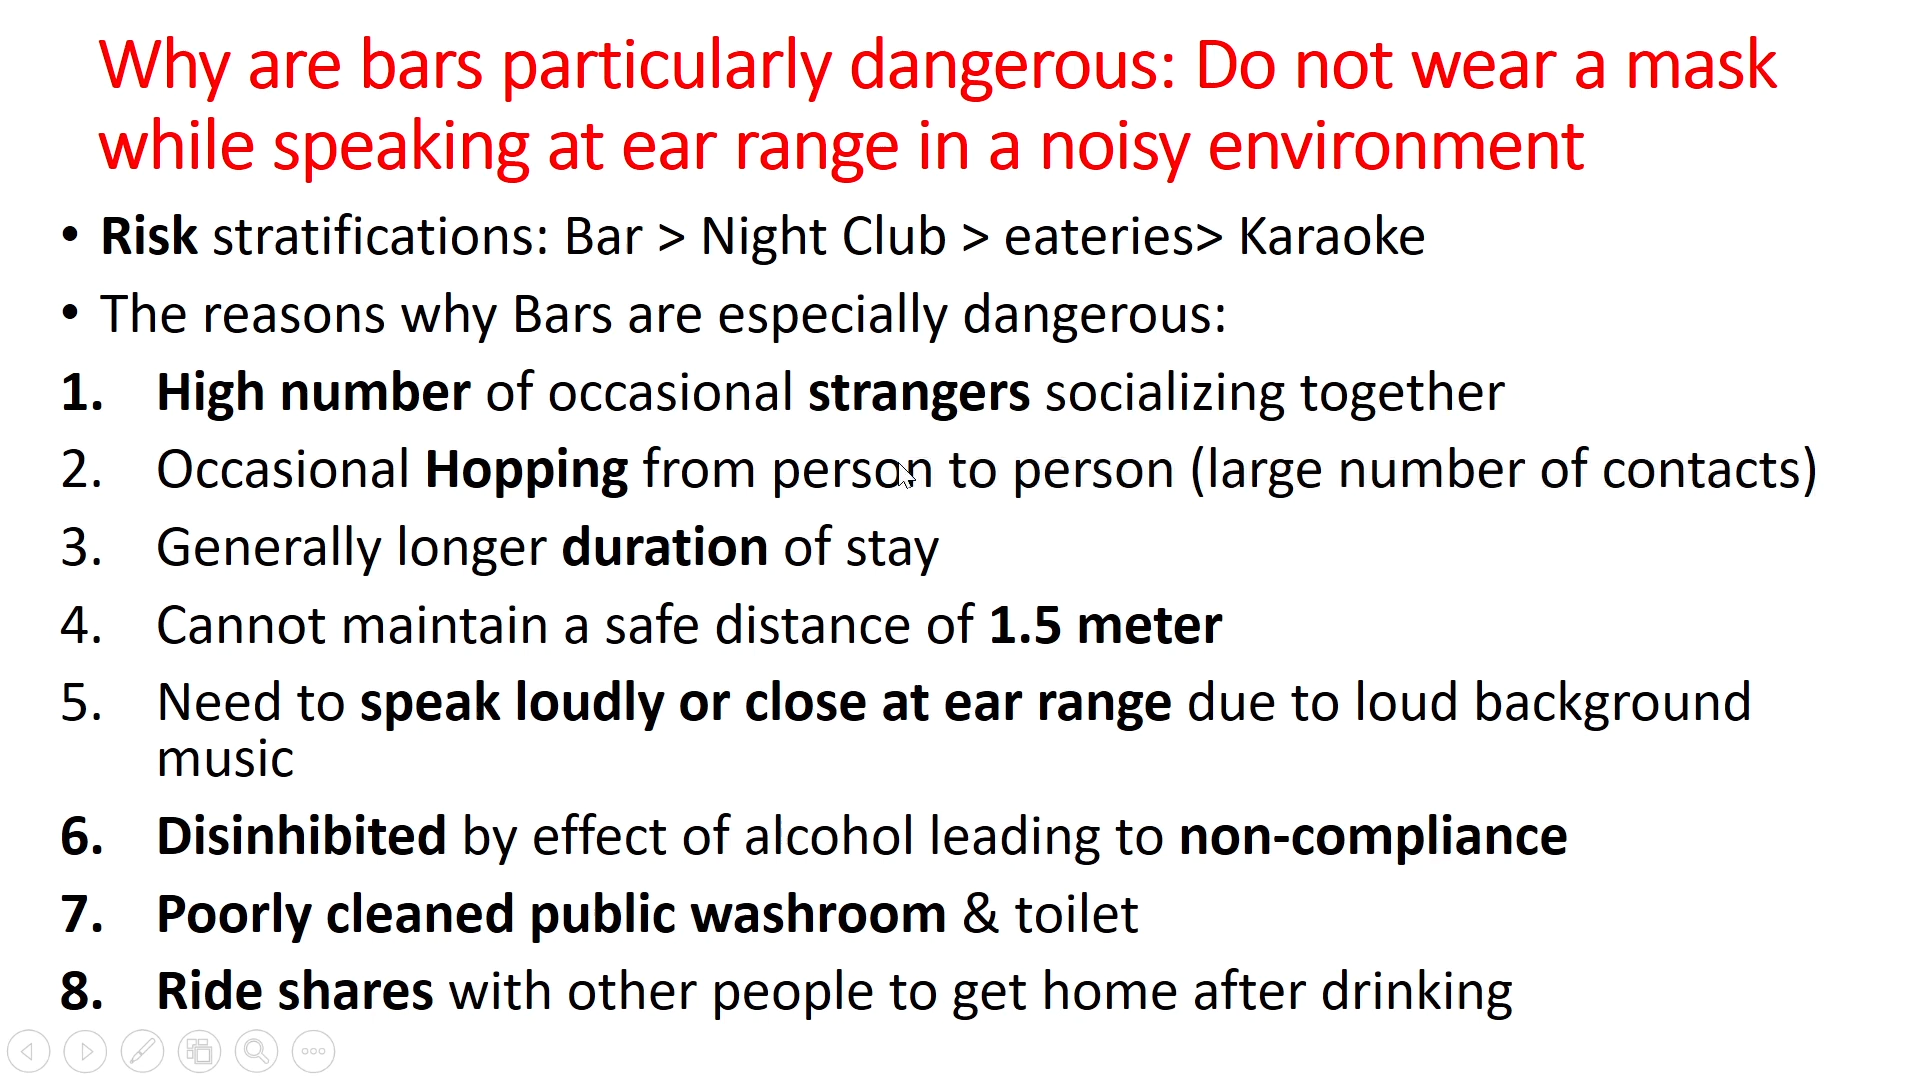 Why are bars particularly dangerous: Do not wear a mask
while speaking at ear range in a noisy environment
• Risk stratifications: Bar > Night Club > eateries> Karaoke
• The reasons why Bars are especially dangerous:
1. High number of occasional strangers socializing together
2. Occasional Hopping from person to person (large number of contacts)
3. Generally longer duration of stay
4. Cannot maintain a safe distance of 1.5 meter
5. Need to speak loudly or close at ear range due to loud background
music
6. Disinhibited by effect of alcohol leading to non-compliance
7. Poorly cleaned public washroom & toilet
8. Ride shares with other people to get home after drinking